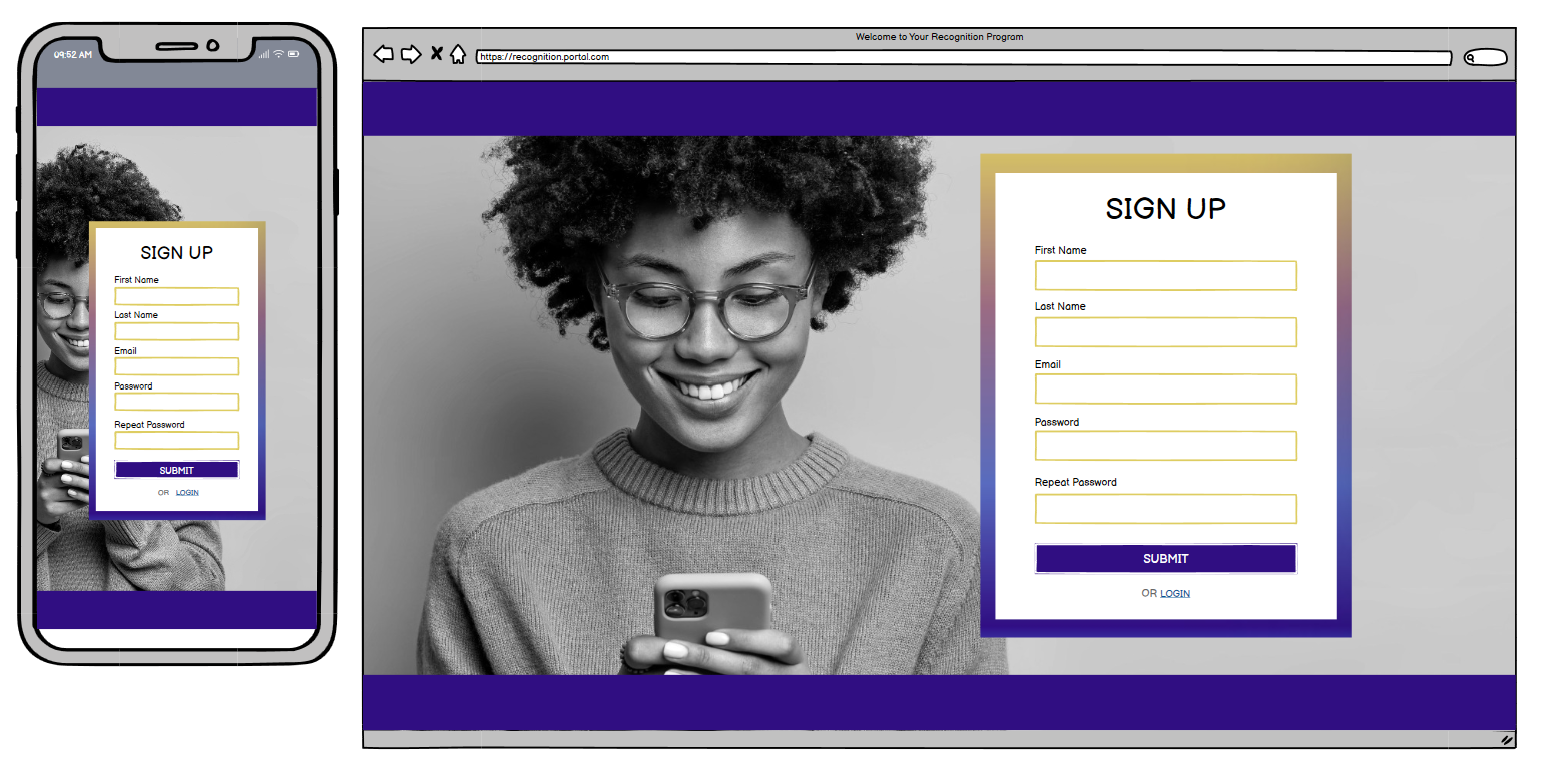 09:52 AM
SIGN UP
First Name
Last Name
Email
Password
Repeat Password
SUBMIT
OR LOGIN
Welcome to Your Recognition Program
https://recognition.portal.com
SIGN UP
First Name
Last Name
Email
Password
Repeat Password
SUBMIT
OR LOGIN